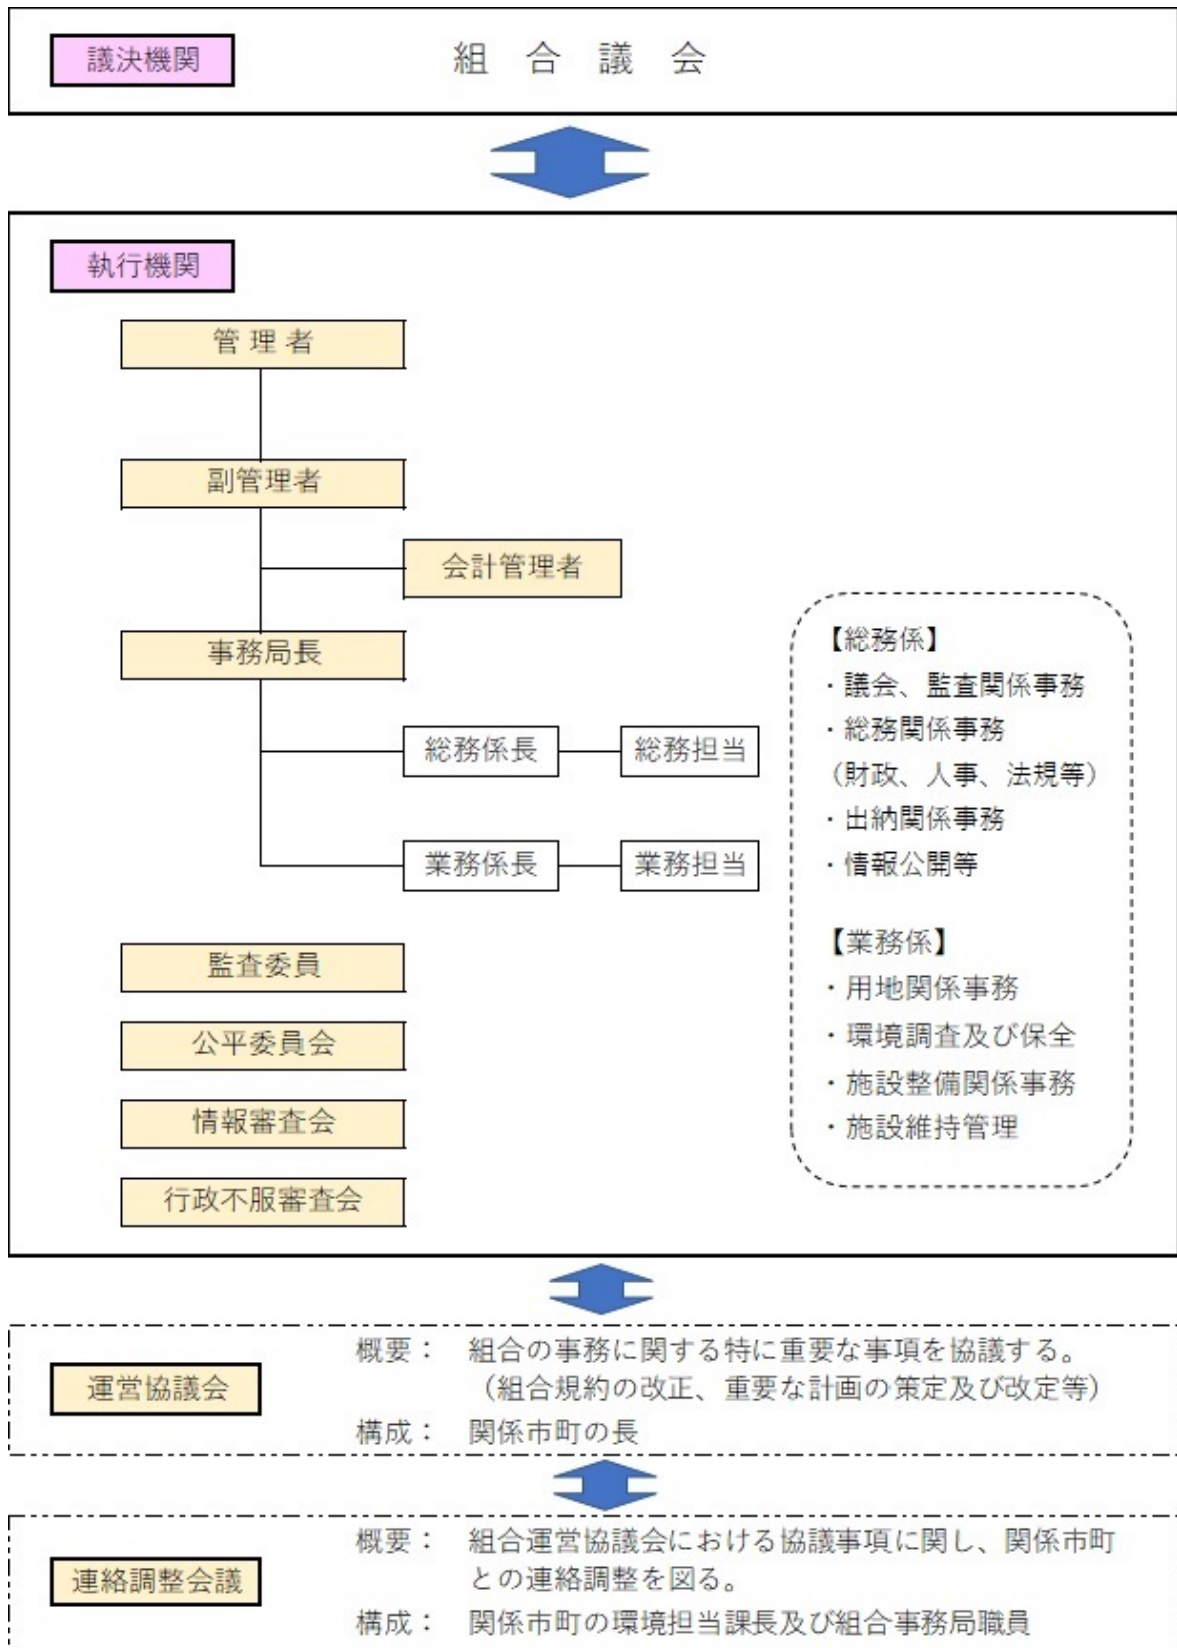 議決機関
組合議会
執行機関
管理者
副管理者
会計管理者
事務局長
総務係長
総務担当
業務係長
業務担当
監査委員
公平委員会
情報審査会
行政不服審査会
【総務係】
・議会、監査関係事務
・総務関係事務
（財政、人事、法規等）
・出納関係事務
・情報公開等
【業務係】
・用地関係事務
・環境調査及び保全
・施設整備関係事務
・施設維持管理
運営協議会
概要： 組合の事務に関する特に重要な事項を協議する。
（組合規約の改正、重要な計画の策定及び改定等）
構成： 関係市町の長
連絡調整会議
概要： 組合運営協議会における協議事項に関し、関係市町
との連絡調整を図る。
構成： 関係市町の環境担当課長及び組合事務局職員